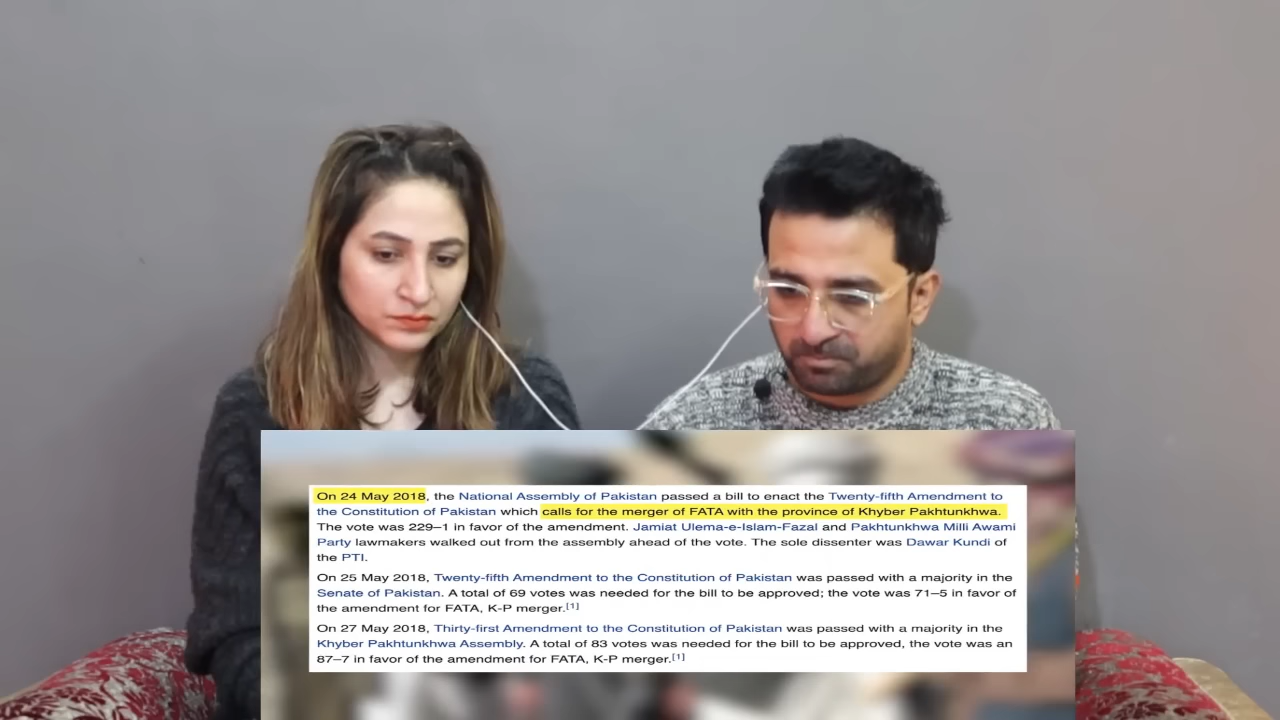 On 24 May 2018, the National Assembly of Pakistan passed a bill to enact the Twenty-fifth Amendment to
the Constitution of Pakistan which calls for the merger of FATA with the province of Khyber Pakhtunkhwa.
The vote was 229–1 in favor of the amendment. Jamiat Ulema-e-Islam-Fazal and Pakhtunkhwa Milli Awami
Party lawmakers walked out from the assembly ahead of the vote. The sole dissenter was Dawar Kundi of
the PTI.
On 25 May 2018, Twenty-fifth Amendment to the Constitution of Pakistan was passed with a majority in the
Senate of Pakistan. A total of 69 votes was needed for the bill to be approved; the vote was 71–5 in favor of
the amendment for FATA, K-P merger.[1]
On 27 May 2018, Thirty-first Amendment to the Constitution of Pakistan was passed with a majority in the
Khyber Pakhtunkhwa Assembly. A total of 83 votes was needed for the bill to be approved, the vote was an
87–7 in favor of the amendment for FATA, K-P merger.[1]